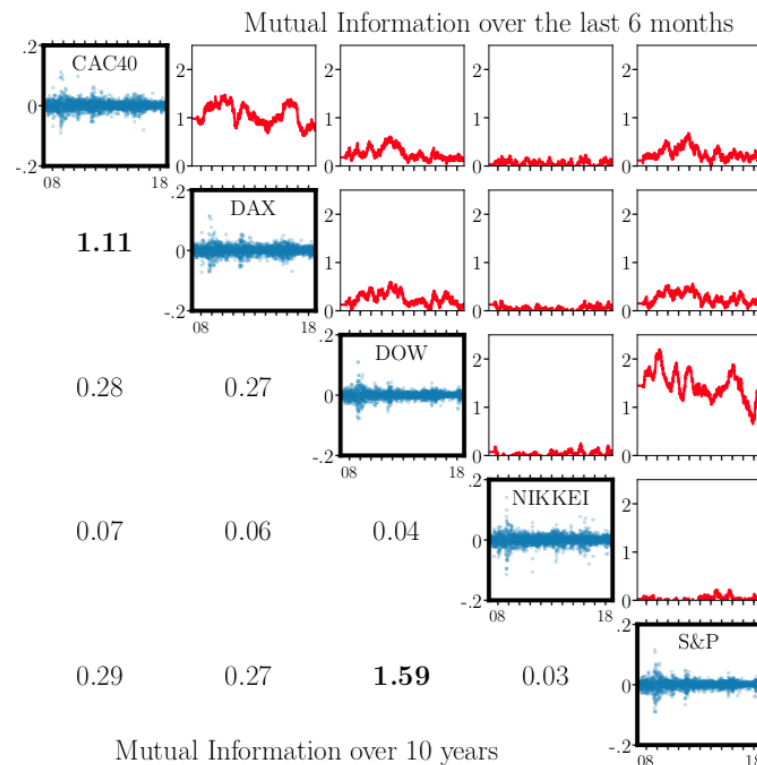 Mutual Information over the last 6 months
.2 CAC40 0 -.2 08 18
2 1 0
2 1 0
2 1 0
2 1 0
1.11
.2 DAX 0 -.2 08 18
2 1 0
2 1 0
2 1 0
0.28 0.27
.2 DOW 0 -.2 08 18
2 1 0
2 1 0
0.07 0.06 0.04
.2 NIKKEI 0 -.2 08 18
2 1 0
0.29 0.27 1.59 0.03
.2 S&P 0 -.2 08 18
Mutual Information over 10 years